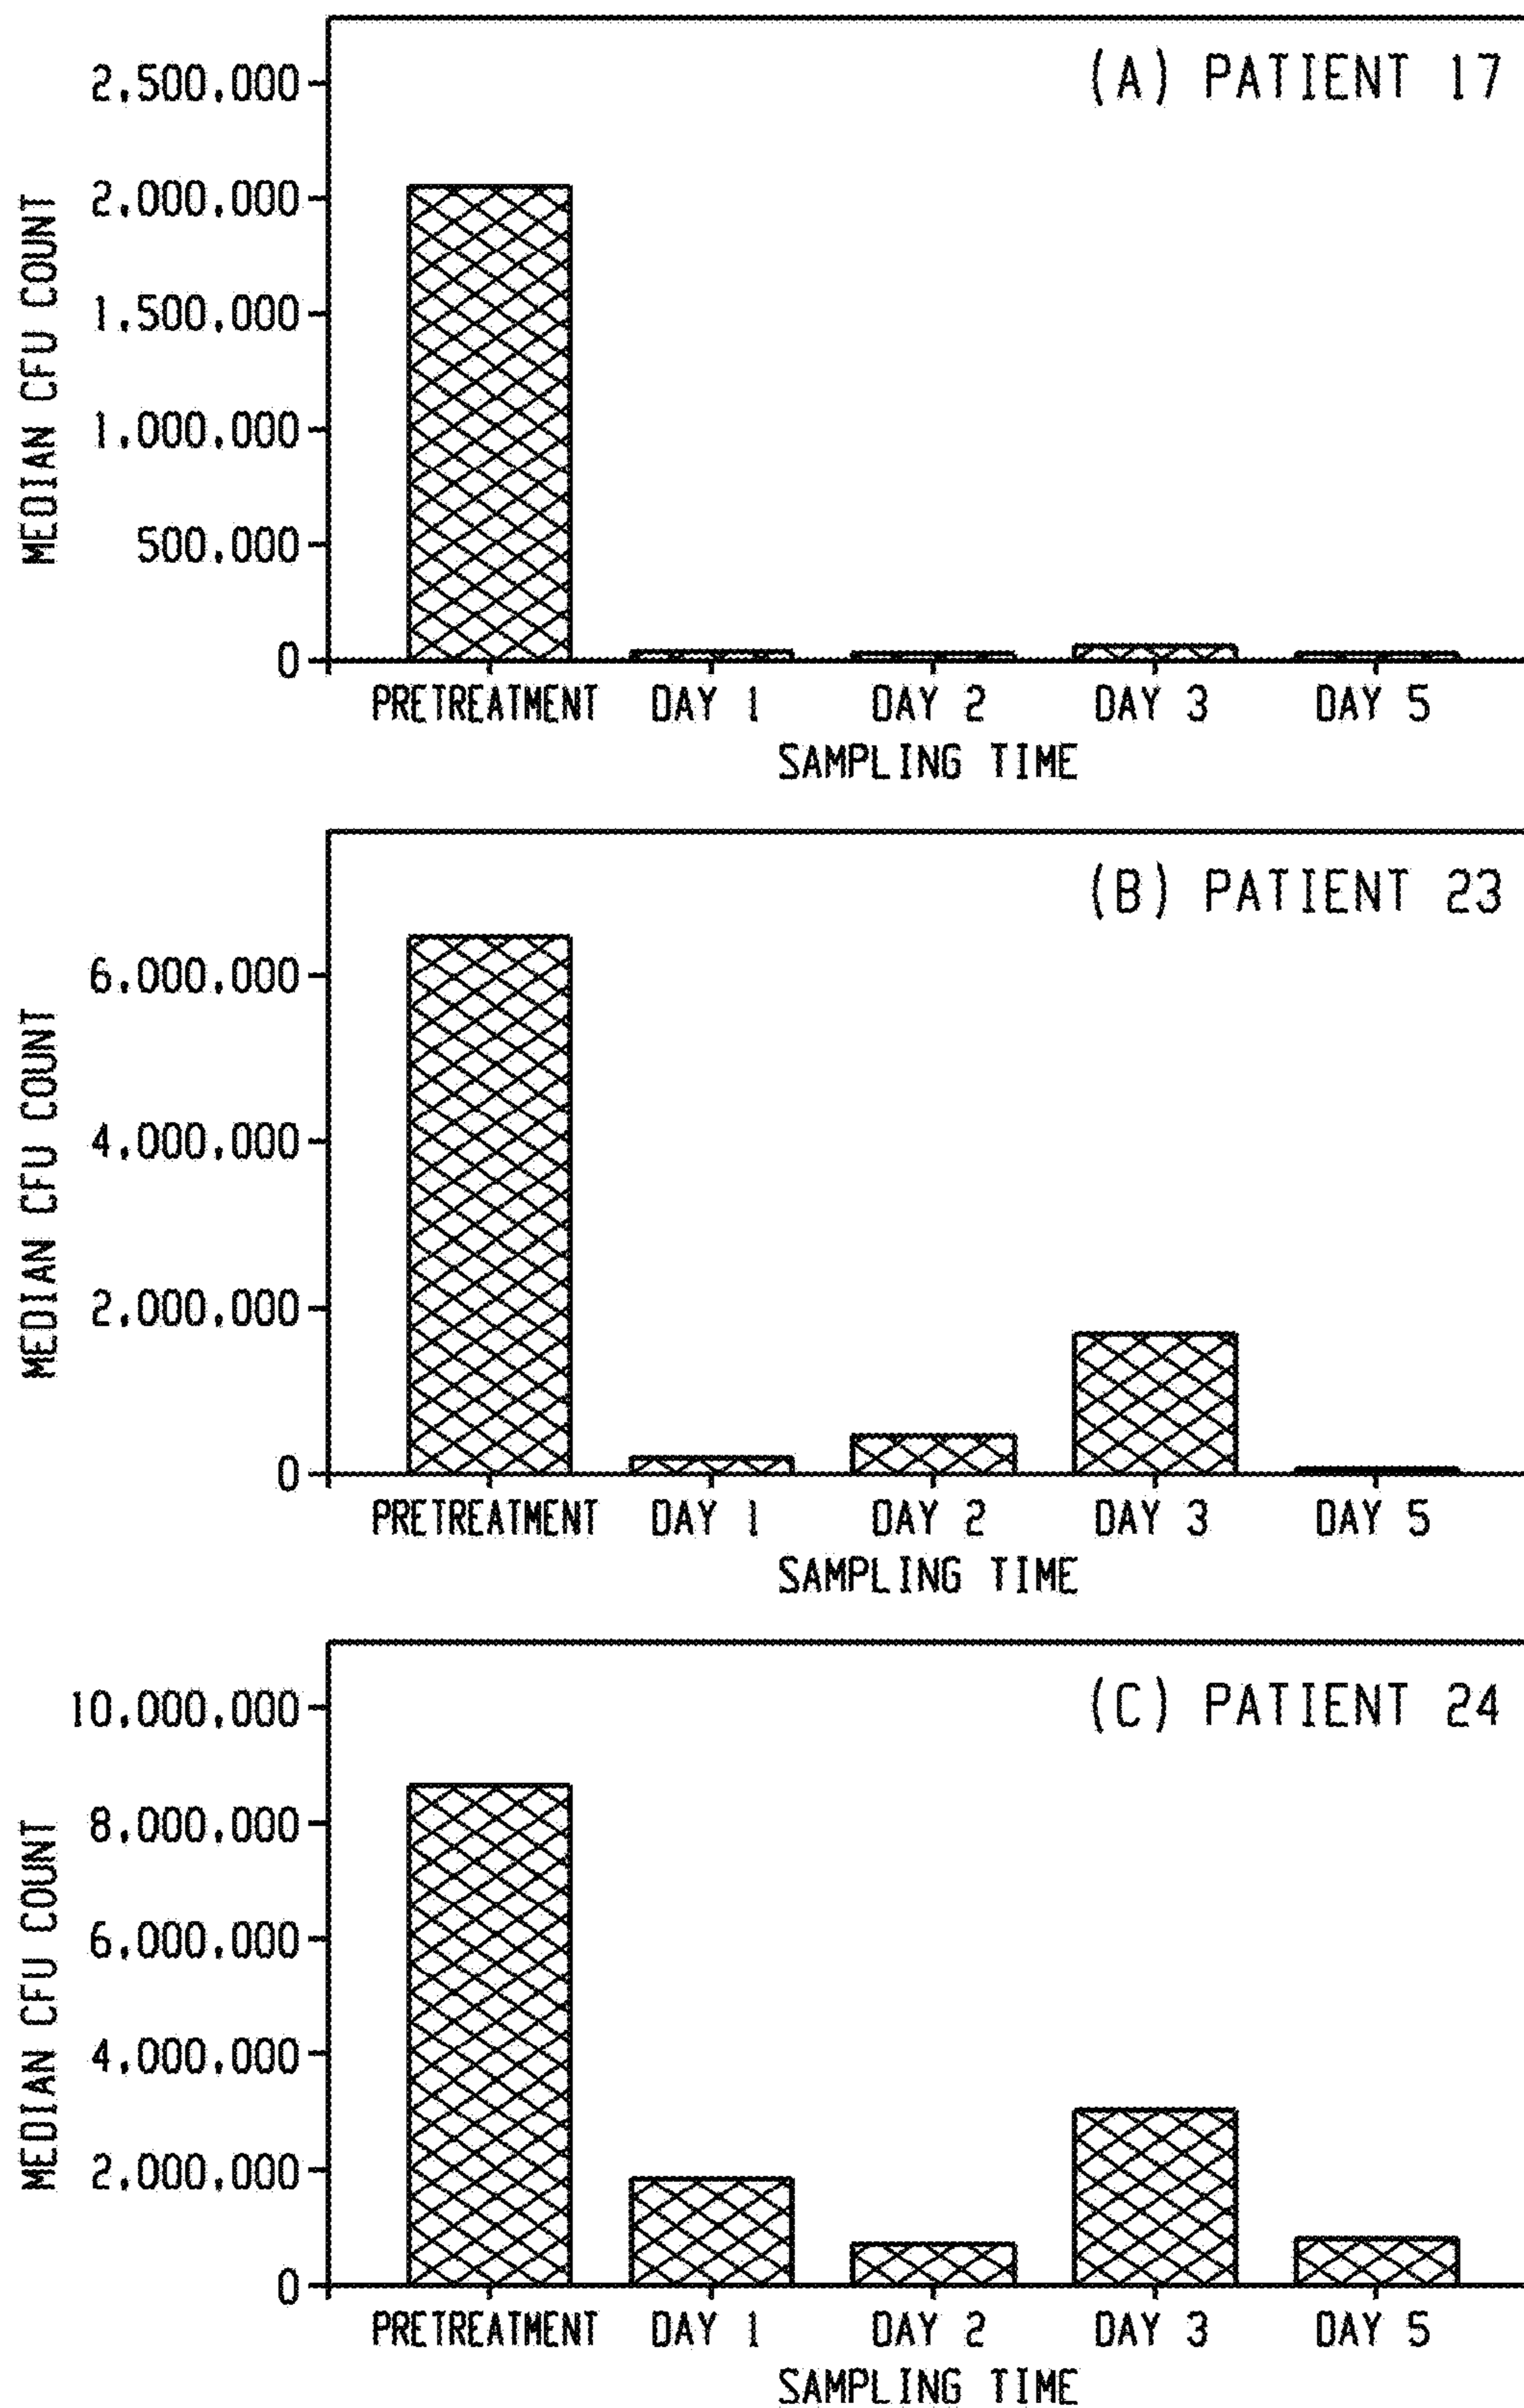 (A) PATIENT 17
MEDIAN CFU COUNT
2,500,000
2,000,000
1,500,000
1,000,000
500,000
0
PRETREATMENT DAY 1 DAY 2 DAY 3 DAY 5
SAMPLING TIME
(B) PATIENT 23
MEDIAN CFU COUNT
6,000,000
4,000,000
2,000,000
0
PRETREATMENT DAY 1 DAY 2 DAY 3 DAY 5
SAMPLING TIME
(C) PATIENT 24
MEDIAN CFU COUNT
10,000,000
8,000,000
6,000,000
4,000,000
2,000,000
0
PRETREATMENT DAY 1 DAY 2 DAY 3 DAY 5
SAMPLING TIME